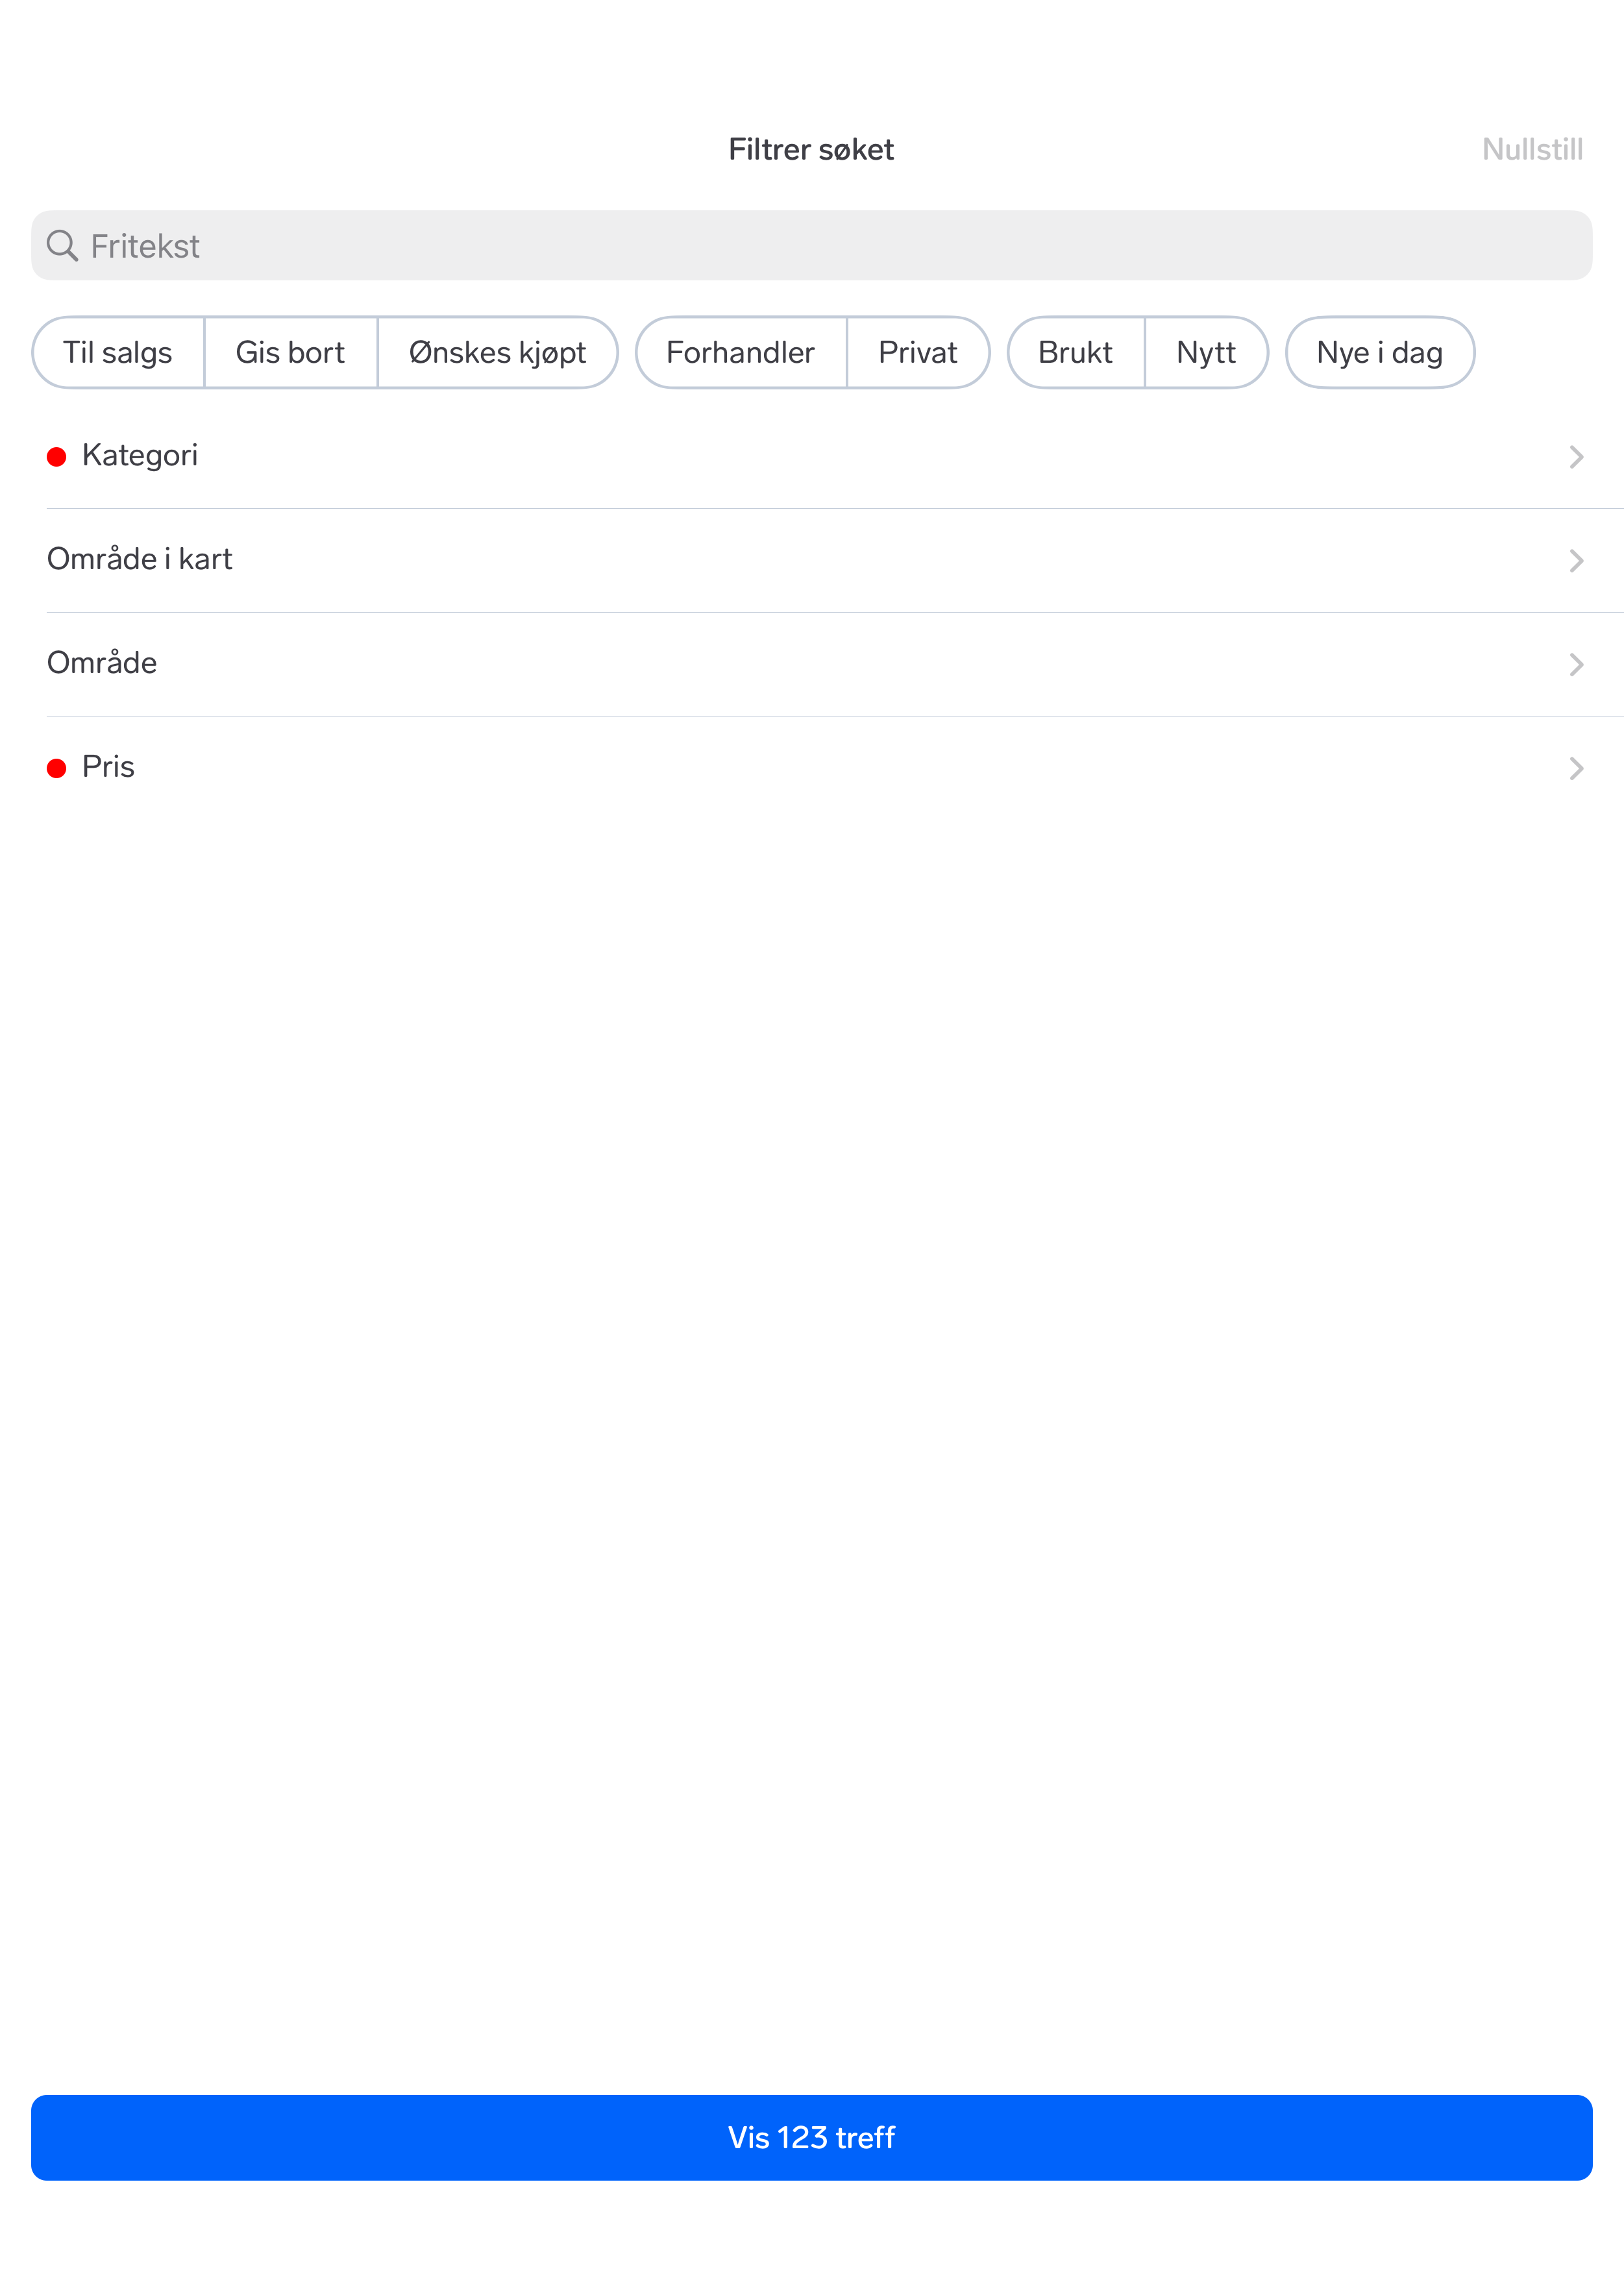 Filtrer søket
Nullstill
Fritekst
Til salgs Gis bort Ønskes kjøpt Forhandler Privat Brukt Nytt Nye i dag
Kategori
Område i kart
Område
Pris
Vis 123 treff